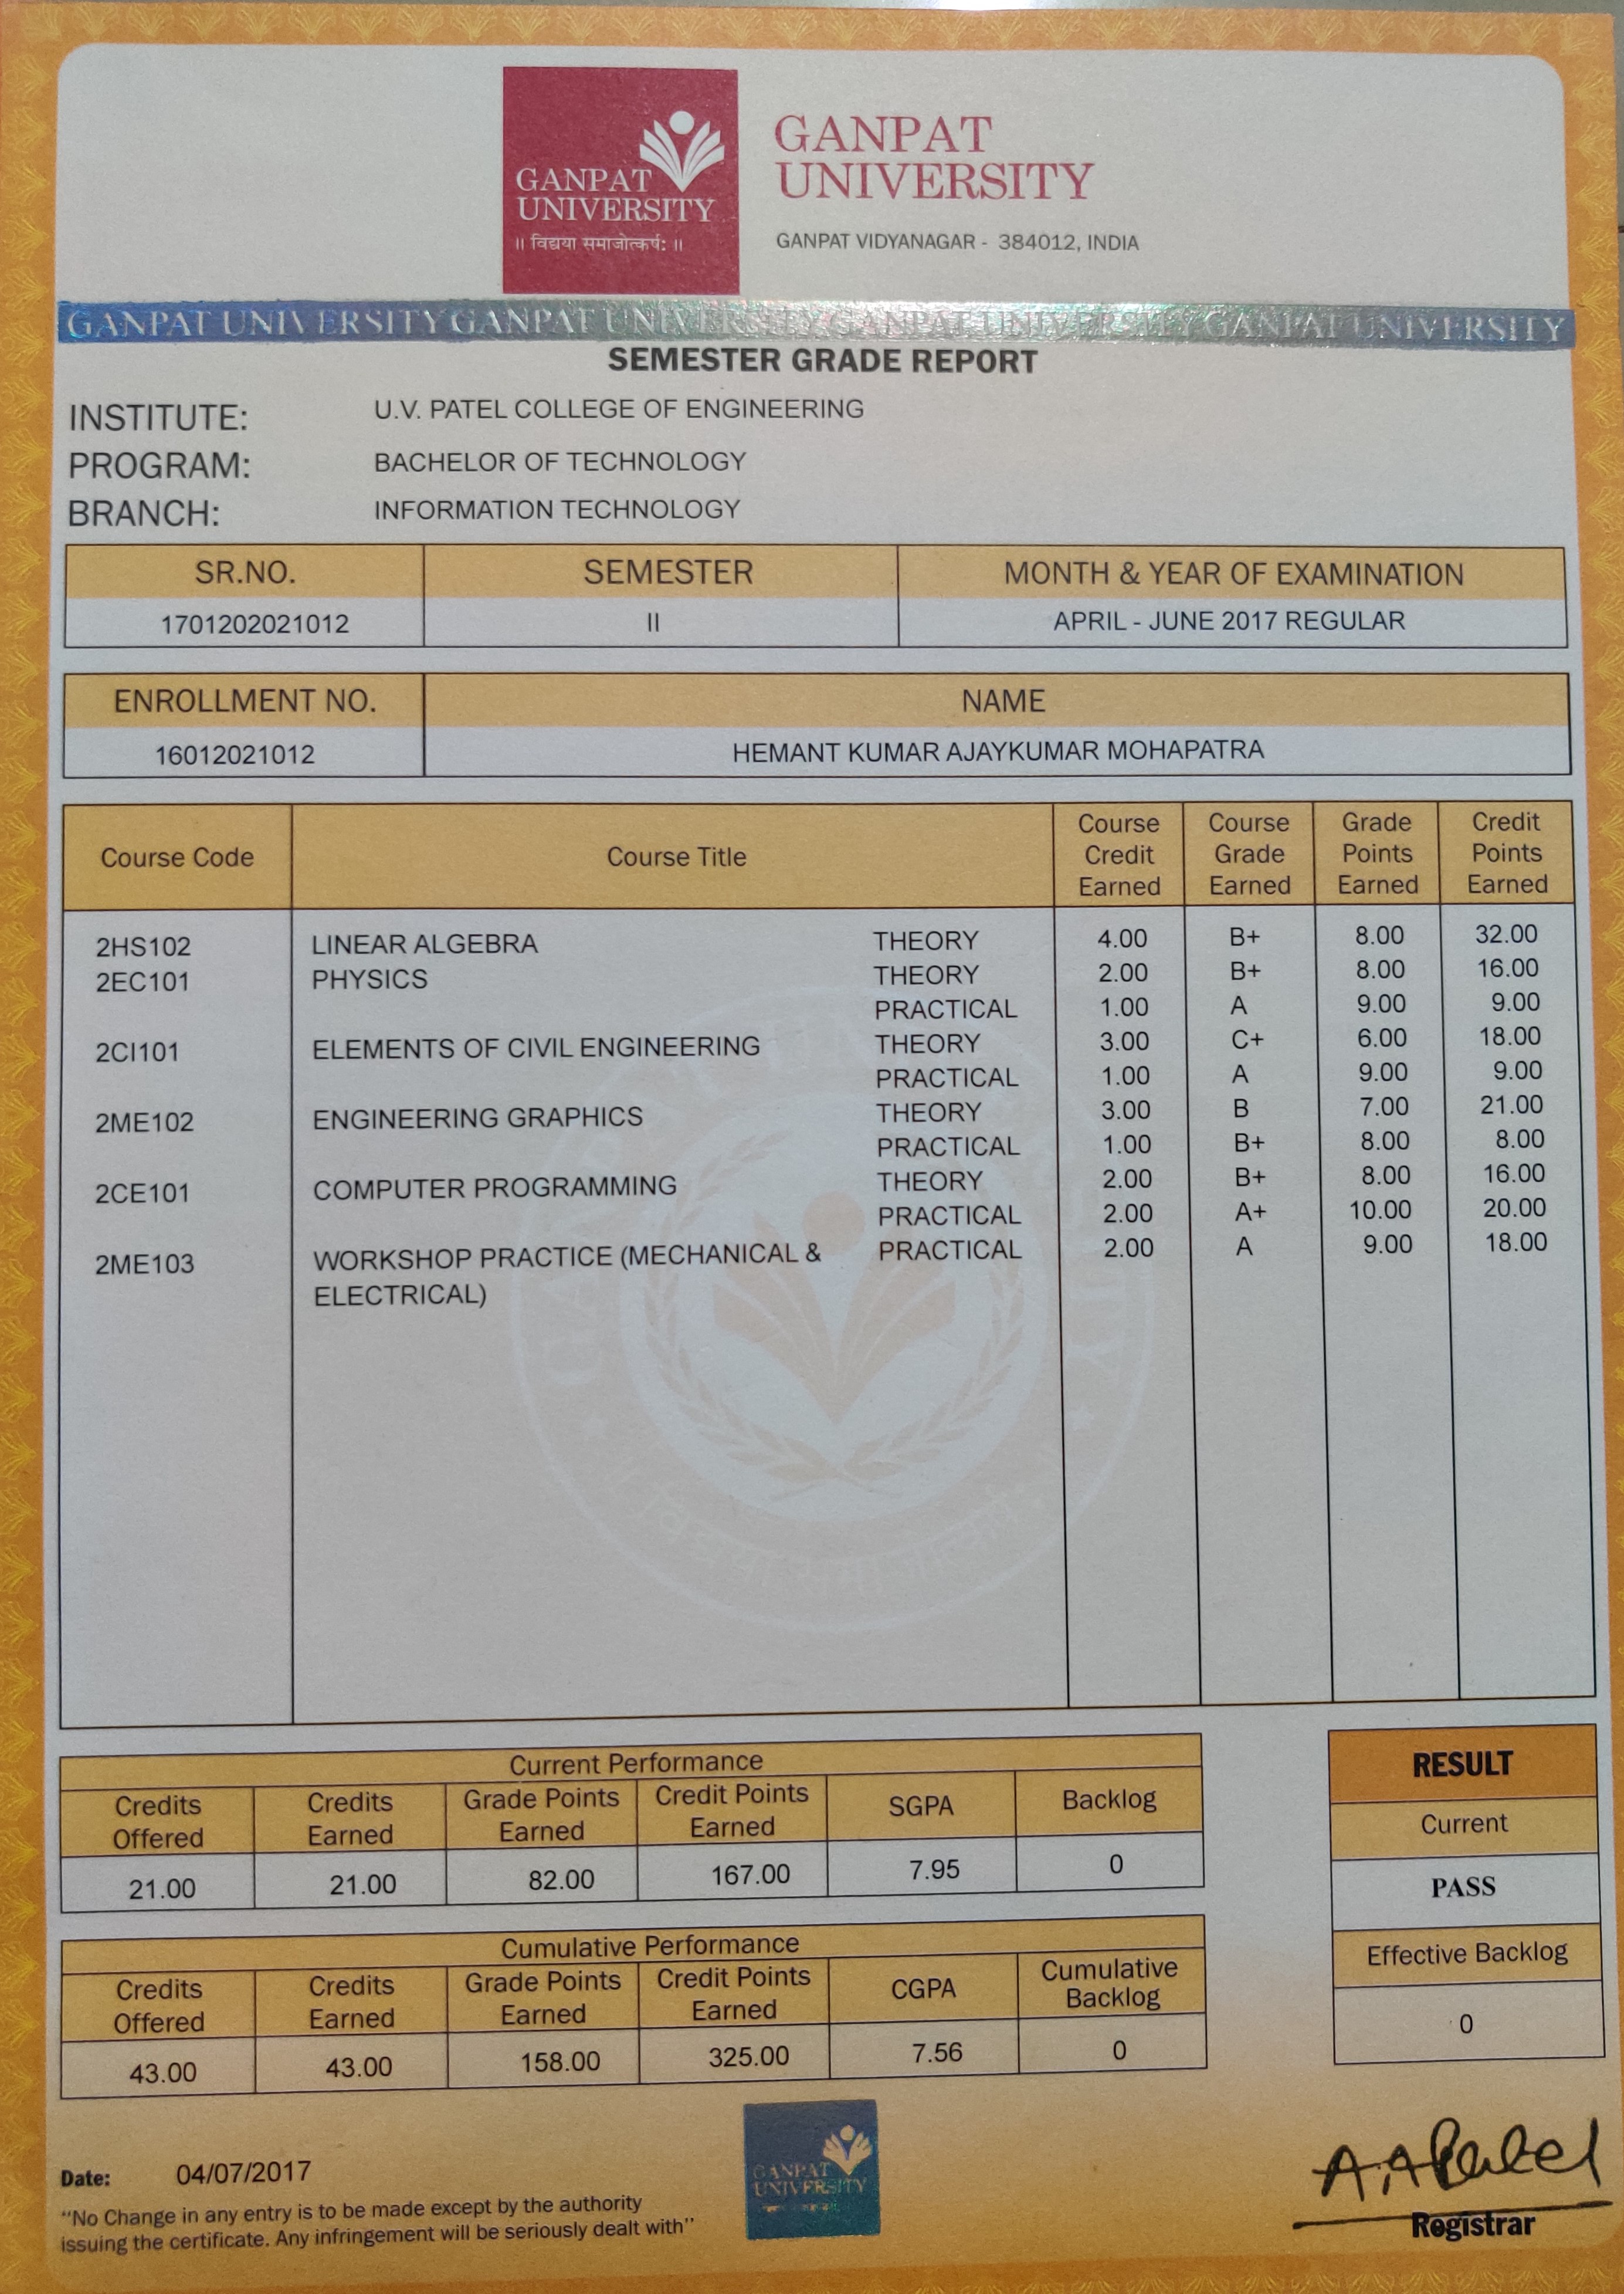 GANPAT
UNIVERSITY
॥ विद्यया समाजोत्कर्ष: ॥
GANPAT
UNIVERSITY
GANPAT VIDYANAGAR - 384012, INDIA
GANPAT UNIVERSITY GANPAT UNIVERSITY GANPAT UNIVERSITY GANPAT UNIVERSITY
SEMESTER GRADE REPORT
INSTITUTE: U.V. PATEL COLLEGE OF ENGINEERING
PROGRAM: BACHELOR OF TECHNOLOGY
BRANCH: INFORMATION TECHNOLOGY
SR.NO. SEMESTER MONTH & YEAR OF EXAMINATION
1701202021012 II APRIL - JUNE 2017 REGULAR
ENROLLMENT NO. NAME
16012021012 HEMANT KUMAR AJAYKUMAR MOHAPATRA
Course Code Course Title Course Credit Earned Course Grade Earned Grade Points Earned Credit Points Earned
2HS102 LINEAR ALGEBRA THEORY 4.00 B+ 8.00 32.00
2EC101 PHYSICS THEORY 2.00 B+ 8.00 16.00
PRACTICAL 1.00 A 9.00 9.00
2CI101 ELEMENTS OF CIVIL ENGINEERING THEORY 3.00 C+ 6.00 18.00
PRACTICAL 1.00 A 9.00 9.00
2ME102 ENGINEERING GRAPHICS THEORY 3.00 B 7.00 21.00
PRACTICAL 1.00 B+ 8.00 8.00
2CE101 COMPUTER PROGRAMMING THEORY 2.00 B+ 8.00 16.00
PRACTICAL 2.00 A+ 10.00 20.00
2ME103 WORKSHOP PRACTICE (MECHANICAL & PRACTICAL 2.00 A 9.00 18.00
ELECTRICAL)
Current Performance
Credits Offered Credits Earned Grade Points Earned Credit Points Earned SGPA Backlog
21.00 21.00 82.00 167.00 7.95 0
Cumulative Performance
Credits Offered Credits Earned Grade Points Earned Credit Points Earned CGPA Cumulative Backlog
43.00 43.00 158.00 325.00 7.56 0
RESULT
Current
PASS
Effective Backlog
0
Date: 04/07/2017
"No Change in any entry is to be made except by the authority
issuing the certificate. Any infringement will be seriously dealt with"
GANPAT
UNIVERSITY
A.A Patel
Registrar